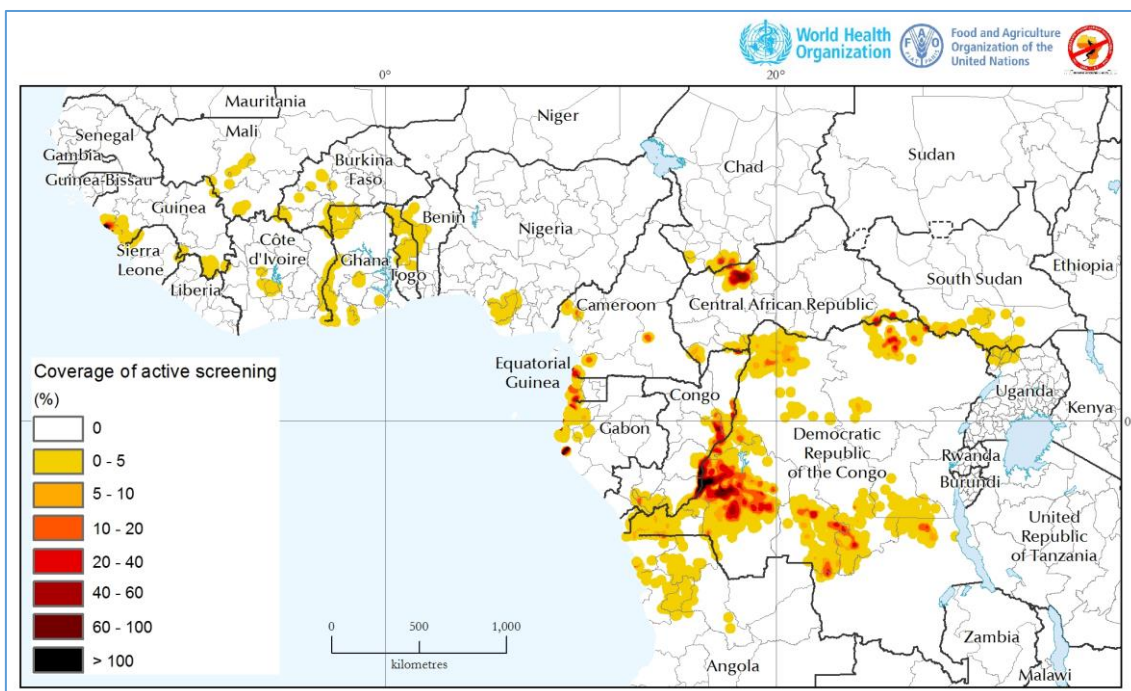 World Health
Organization
FAO
FIAT PANIS
Food and Agriculture
Organization of the
United Nations
0°
20°
Mauritania
Senegal
Mali
Niger
Sudan
Gambia
Chad
Guinea-Bissau
Burkina
Faso
Guinea
Benin
Nigeria
Côte
d'Ivoire
Ghana
Togo
Sierra
Leone
Liberia
South Sudan
Ethiopia
Cameroon
Central African Republic
Equatorial
Guinea
Congo
Gabon
Uganda
Kenya
0°
Democratic
Republic
of the Congo
Rwanda
Burundi
United
Republic
of Tanzania
Zambia
Angola
Malawi
Coverage of active screening
(%)
0
0 - 5
5 - 10
10 - 20
20 - 40
40 - 60
60 - 100
> 100
0 500 1,000
kilometres